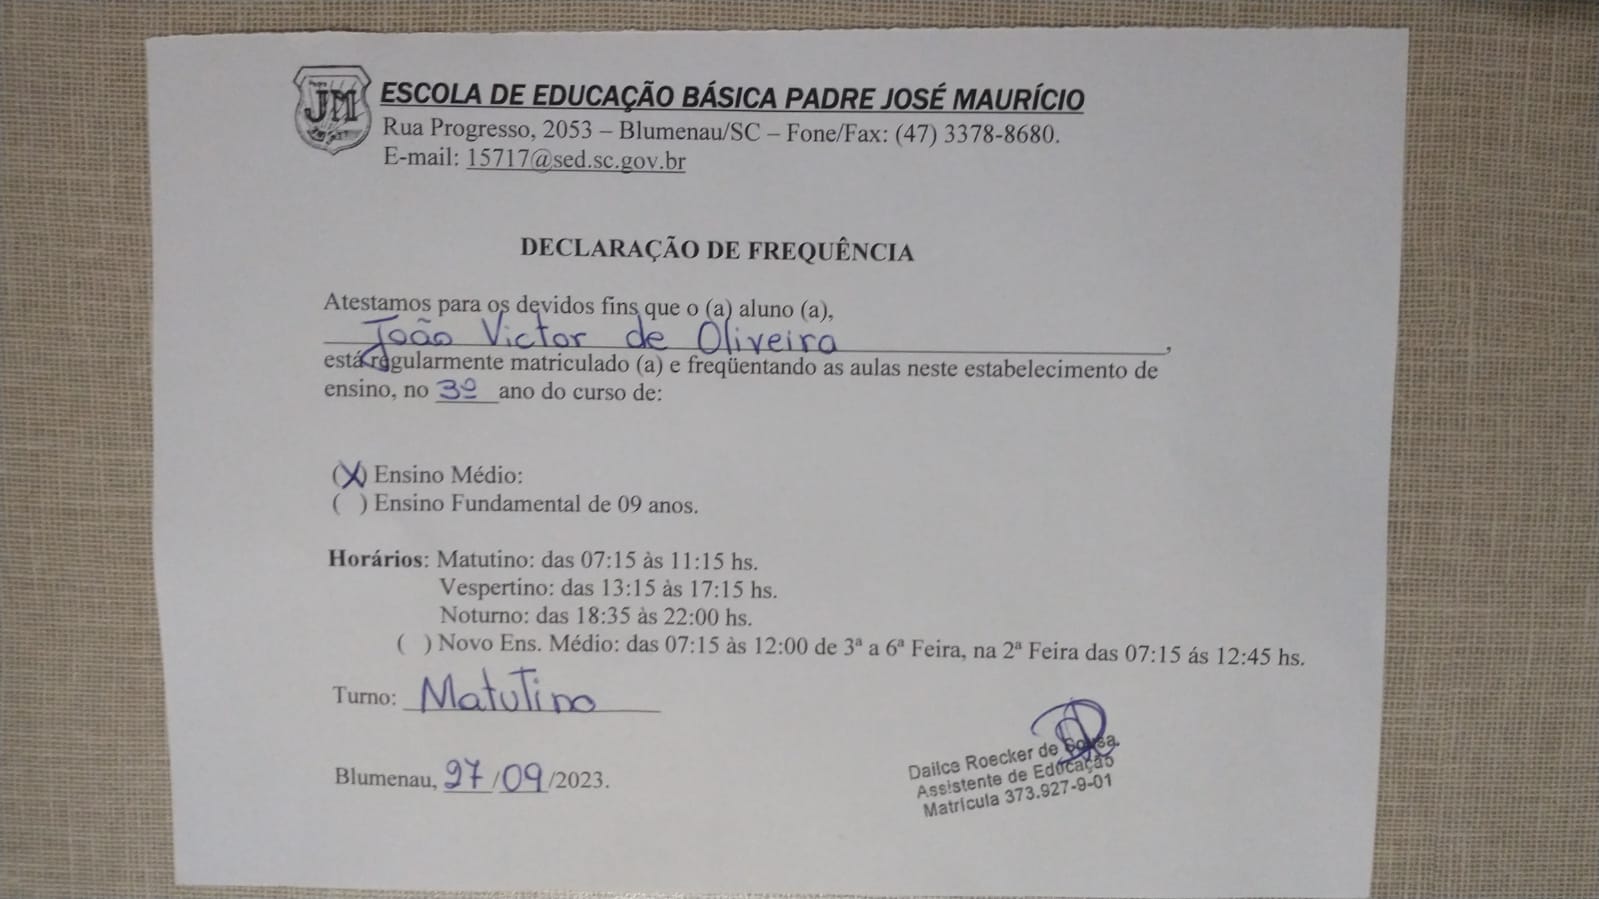 JM
ESCOLA DE EDUCAÇÃO BÁSICA PADRE JOSÉ MAURÍCIO
Rua Progresso, 2053 – Blumenau/SC – Fone/Fax: (47) 3378-8680.
E-mail: 15717@sed.sc.gov.br
DECLARAÇÃO DE FREQUÊNCIA
Atestamos para os devidos fins que o (a) aluno (a),
João Victor de Oliveira,
está regularmente matriculado (a) e freqüentando as aulas neste estabelecimento de
ensino, no 3º ano do curso de:
(X) Ensino Médio:
( ) Ensino Fundamental de 09 anos.
Horários: Matutino: das 07:15 às 11:15 hs.
Vespertino: das 13:15 às 17:15 hs.
Noturno: das 18:35 às 22:00 hs.
( ) Novo Ens. Médio: das 07:15 às 12:00 de 3ª a 6ª Feira, na 2ª Feira das 07:15 ás 12:45 hs.
Turno: Matutino
Blumenau, 27/09/2023.
Dailce Roecker de Sousa
Assistente de Educação
Matrícula 373.927-9-01